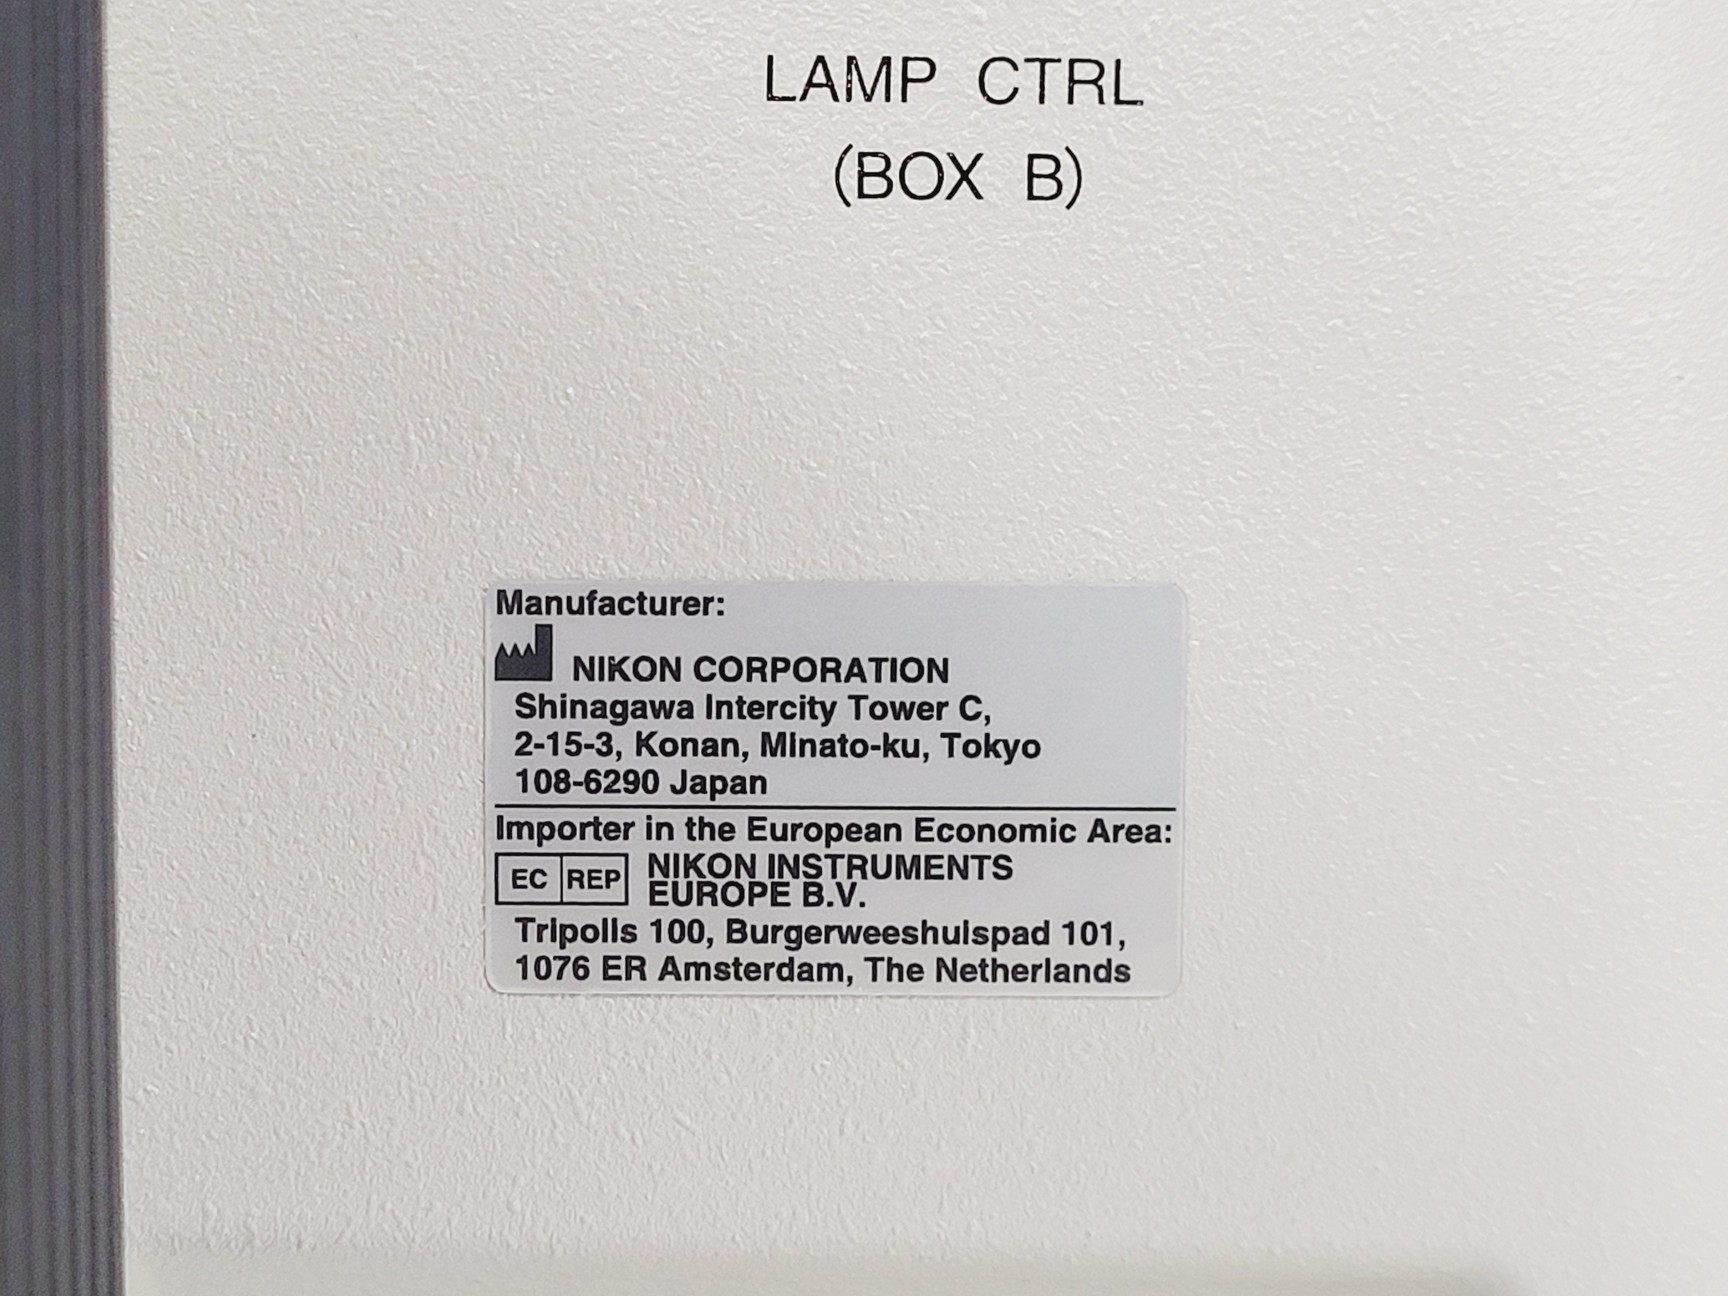 LAMP CTRL
(BOX B)
Manufacturer:
NIKON CORPORATION
Shinagawa Intercity Tower C,
2-15-3, Konan, Minato-ku, Tokyo
108-6290 Japan
Importer in the European Economic Area:
EC REP NIKON INSTRUMENTS
EUROPE B.V.
Tripolis 100, Burgerweeshuispad 101,
1076 ER Amsterdam, The Netherlands